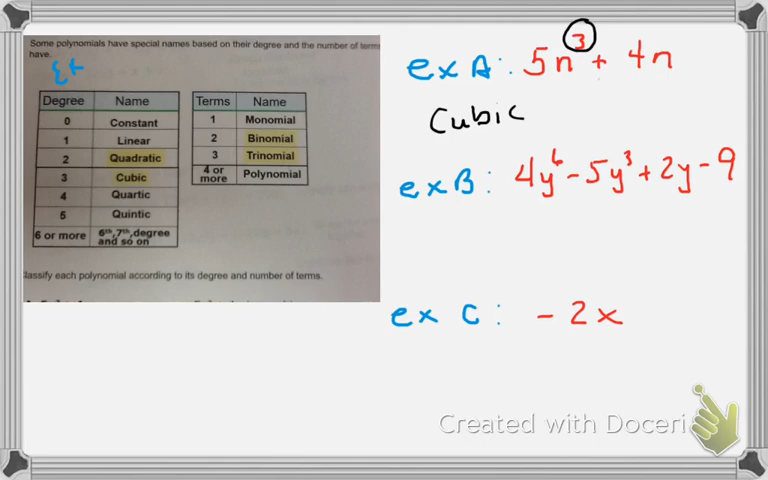 Some polynomials have special names based on their degree and the number of terms
have.
Degree Name
0 Constant
1 Linear
2 Quadratic
3 Cubic
4 Quartic
5 Quintic
6 or more 6th,7th,degree and so on
Terms Name
1 Monomial
2 Binomial
3 Trinomial
4 or more Polynomial
lassify each polynomial according to its degree and number of terms.
ex A: 5n³ + 4n
Cubic
ex B: 4y⁶ - 5y³ + 2y - 9
ex C: - 2x
Created with Doceri